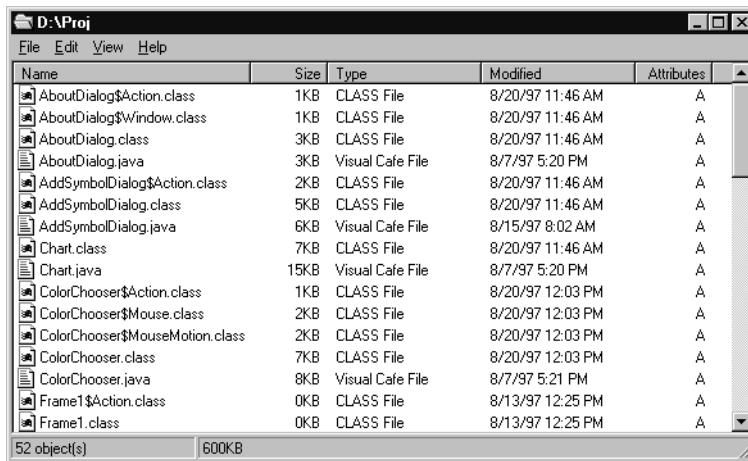 D:\Proj
File Edit View Help
Name Size Type Modified Attributes
AboutDialog$Action.class 1KB CLASS File 8/20/97 11:46 AM A
AboutDialog$Window.class 1KB CLASS File 8/20/97 11:46 AM A
AboutDialog.class 3KB CLASS File 8/20/97 11:46 AM A
AboutDialog.java 3KB Visual Cafe File 8/7/97 5:20 PM A
AddSymbolDialog$Action.class 2KB CLASS File 8/20/97 11:46 AM A
AddSymbolDialog.class 5KB CLASS File 8/20/97 11:46 AM A
AddSymbolDialog.java 6KB Visual Cafe File 8/15/97 8:02 AM A
Chart.class 7KB CLASS File 8/20/97 11:46 AM A
Chart.java 15KB Visual Cafe File 8/7/97 5:20 PM A
ColorChooser$Action.class 1KB CLASS File 8/20/97 12:03 PM A
ColorChooser$Mouse.class 2KB CLASS File 8/20/97 12:03 PM A
ColorChooser$MouseMotion.class 2KB CLASS File 8/20/97 12:03 PM A
ColorChooser.class 7KB CLASS File 8/20/97 12:03 PM A
ColorChooser.java 8KB Visual Cafe File 8/7/97 5:21 PM A
Frame1$Action.class 0KB CLASS File 8/13/97 12:25 PM A
Frame1.class 0KB CLASS File 8/13/97 12:25 PM A
52 object(s) 600KB